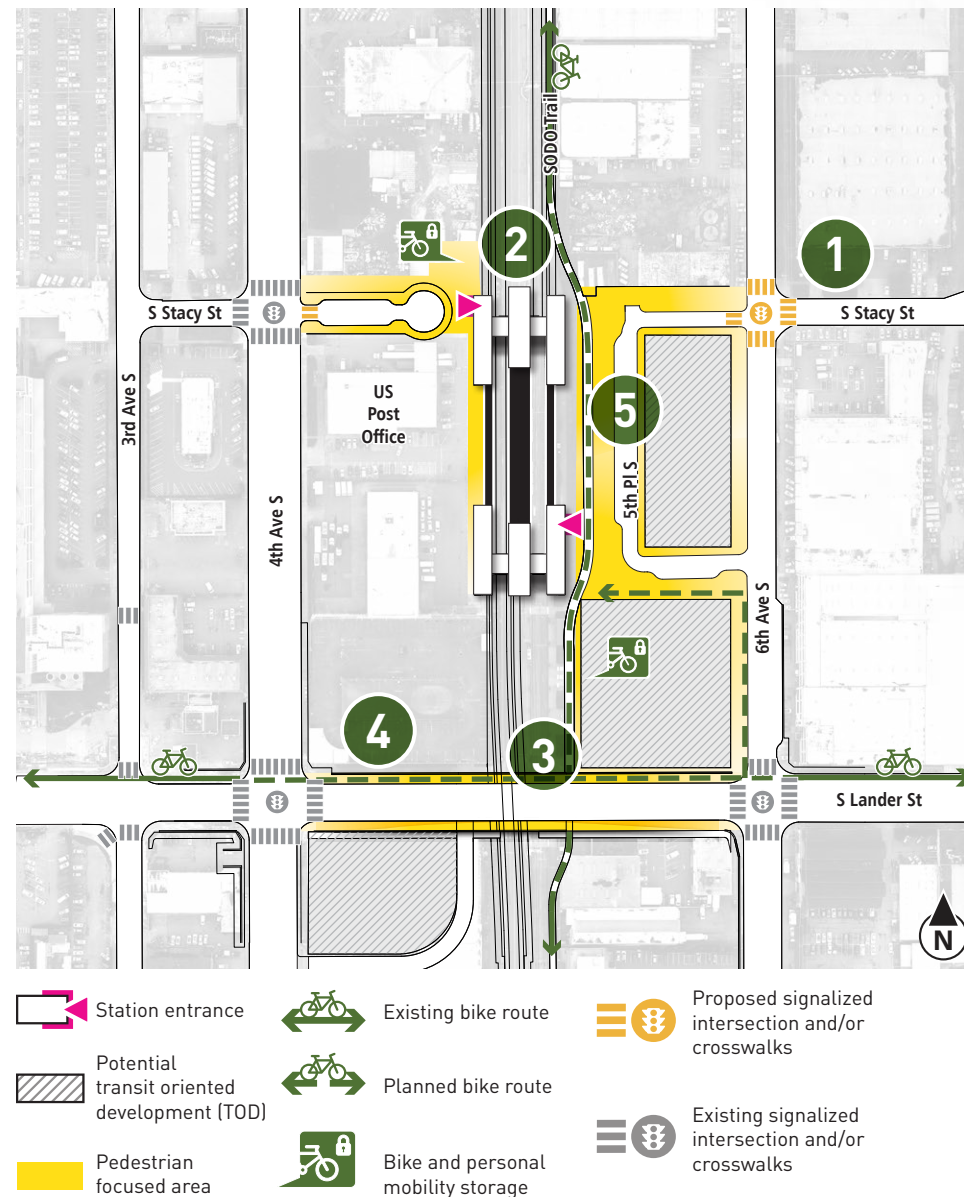 SODO Trail
2
1
S Stacy St
S Stacy St
3rd Ave S
US
Post
Office
5
4th Ave S
5th Pl S
6th Ave S
4
3
S Lander St
N
Station entrance
Existing bike route
Proposed signalized
intersection and/or
crosswalks
Potential
transit oriented
development (TOD)
Planned bike route
Existing signalized
intersection and/or
crosswalks
Pedestrian
focused area
Bike and personal
mobility storage